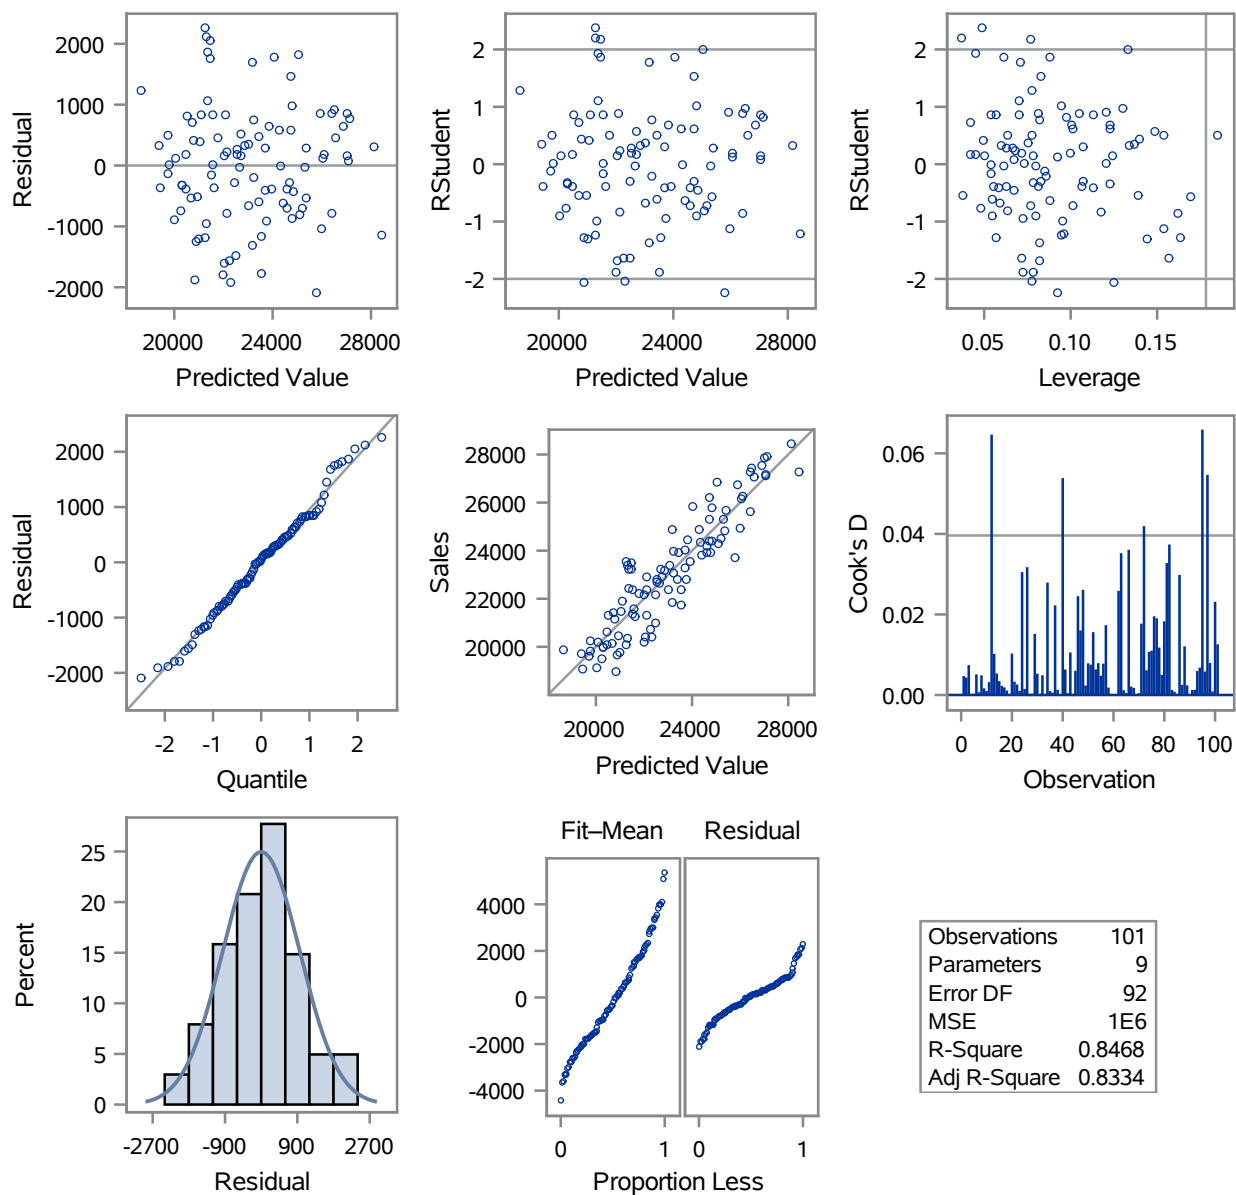 2000
1000
0
-1000
-2000
Residual
20000 24000 28000
Predicted Value
2
1
0
-1
-2
RStudent
20000 24000 28000
Predicted Value
2
1
0
-1
-2
RStudent
0.05 0.10 0.15
Leverage
2000
1000
0
-1000
-2000
Residual
-2 -1 0 1 2
Quantile
28000
26000
24000
22000
20000
Sales
20000 24000 28000
Predicted Value
0.06
0.04
0.02
0.00
Cook's D
0 20 40 60 80 100
Observation
25
20
15
10
5
0
Percent
-2700 -900 900 2700
Residual
Fit–Mean Residual
4000
2000
0
-2000
-4000
0 1 0 1
Proportion Less
Observations 101
Parameters 9
Error DF 92
MSE 1E6
R-Square 0.8468
Adj R-Square 0.8334